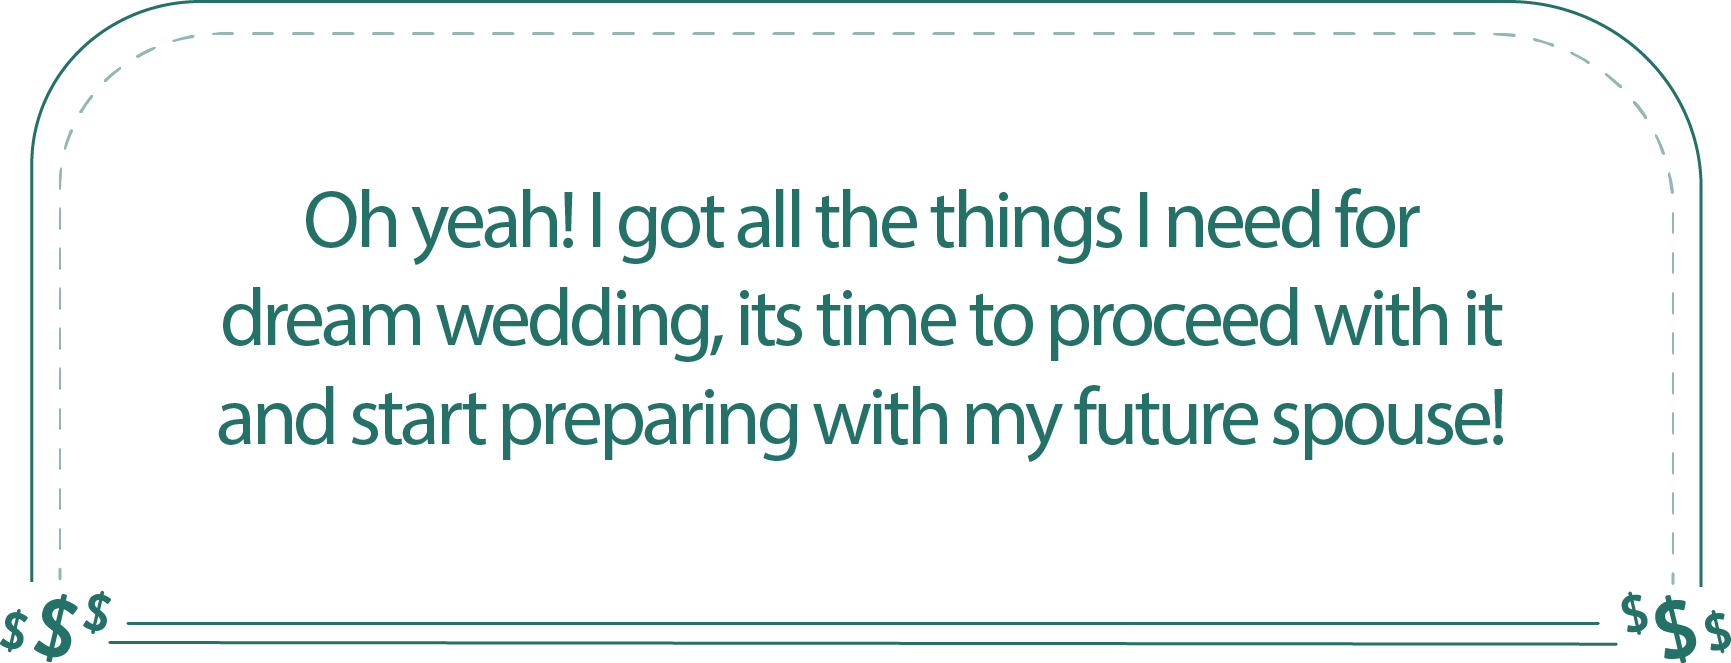 Oh yeah! I got all the things I need for
dream wedding, its time to proceed with it
and start preparing with my future spouse!
$ $ $ $ $ $